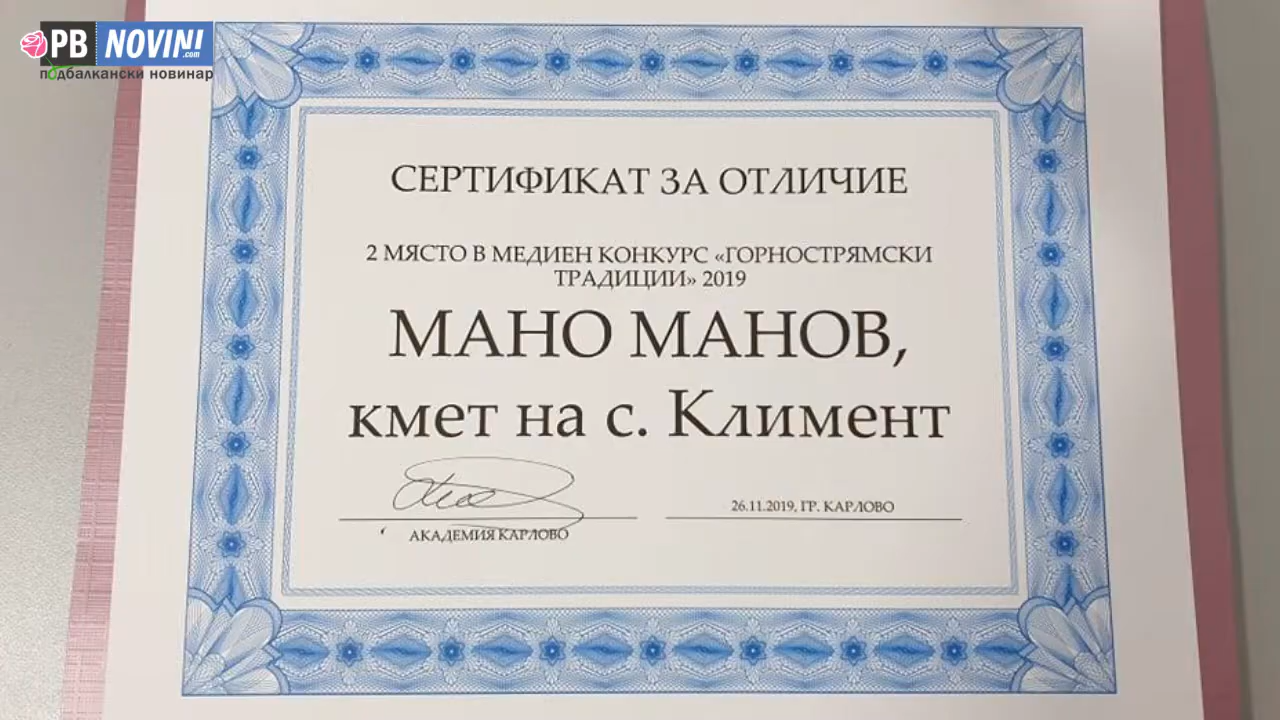 PB NOVINI.com
подбалкански новинар
СЕРТИФИКАТ ЗА ОТЛИЧИЕ
2 МЯСТО В МЕДИЕН КОНКУРС «ГОРНОСТРЯМСКИ
ТРАДИЦИИ» 2019
МАНО МАНОВ,
кмет на с. Климент
26.11.2019, ГР. КАРЛОВО
АКАДЕМИЯ КАРЛОВО